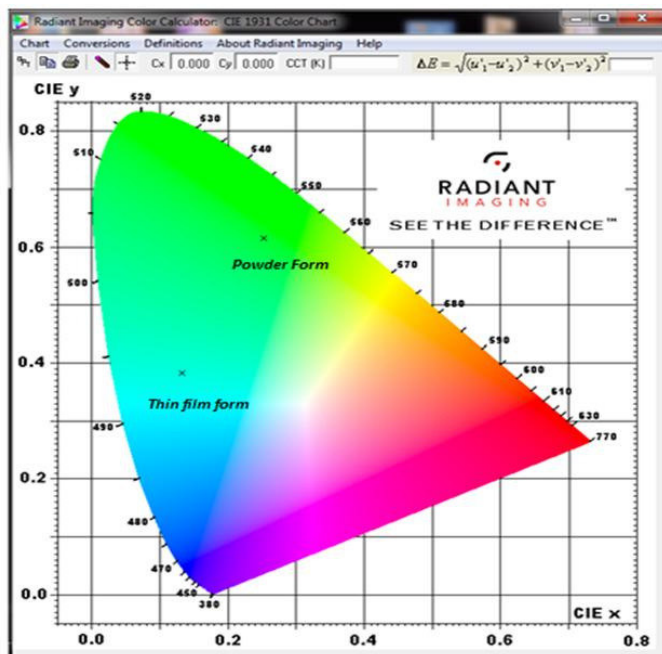 Radiant Imaging Color Calculator: CIE 1931 Color Chart
Chart Conversions Definitions About Radiant Imaging Help
Cx 0.000 Cy 0.000 CCT (K) ΔE = √(u'₁-u'₂)² + (v'₁-v'₂)²
CIE y
520
530
0.8
510
540
RADIANT
IMAGING
550
SEE THE DIFFERENCE™
560
0.6
Powder Form
570
500
580
590
0.4
600
Thin film form
610
630
490
770
0.2
480
470
450
0.0
380
CIE x
0.0 0.2 0.4 0.6 0.8